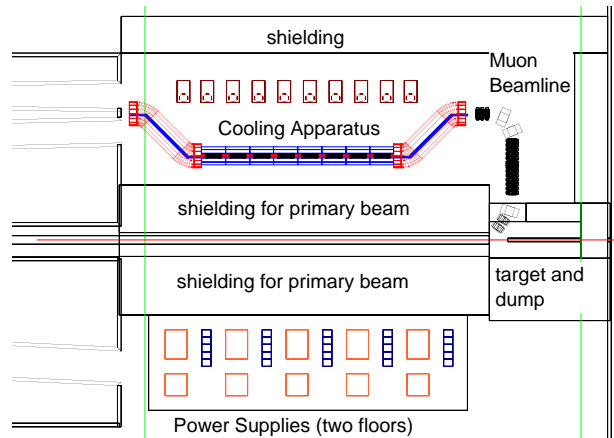 shielding
Muon
Beamline
Cooling Apparatus
shielding for primary beam
shielding for primary beam
target and
dump
Power Supplies (two floors)